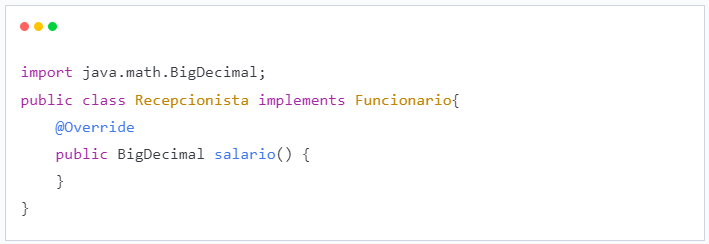 import java.math.BigDecimal;
public class Recepcionista implements Funcionario{
    @Override
    public BigDecimal salario() {
    }
}